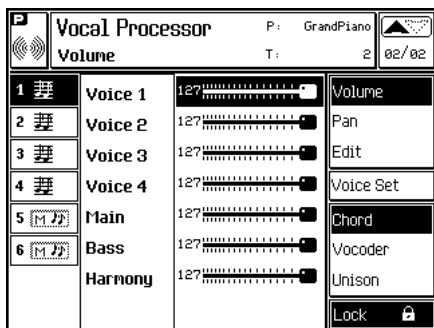 P
Vocal Processor
P: GrandPiano
Volume
T: 2
02/02
1
2
3
4
5 M
6 M
Voice 1 127
Voice 2 127
Voice 3 127
Voice 4 127
Main 127
Bass 127
Harmony 127
Volume
Pan
Edit
Voice Set
Chord
Vocoder
Unison
Lock